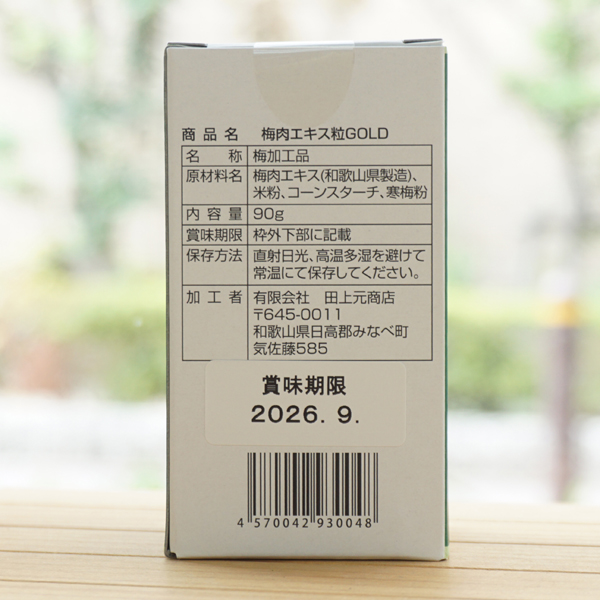 商品名 梅肉エキス粒GOLD
名称 梅加工品
原材料名 梅肉エキス(和歌山県製造)、
米粉、コーンスターチ、寒梅粉
内容量 90g
賞味期限 枠外下部に記載
保存方法 直射日光、高温多湿を避けて
常温にて保存してください。
加工者 有限会社 田上元商店
〒645-0011
和歌山県日高郡みなべ町
気佐藤585
賞味期限
2026. 9.
4 570042 930048